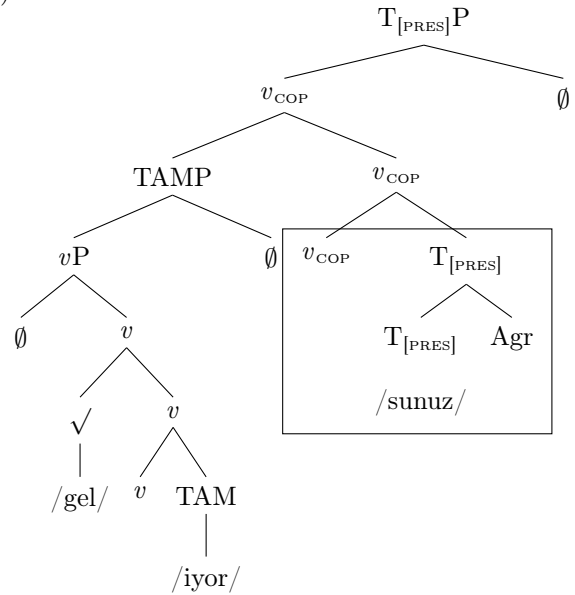 )
T[PRES]P
vCOP ∅
TAMP vCOP
vP ∅ vCOP T[PRES]
∅ v T[PRES] Agr
/sunuz/
√ v
/gel/ v TAM
/iyor/